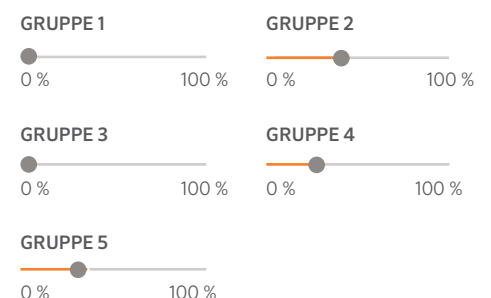 GRUPPE 1
0 % 100 %
GRUPPE 2
0 % 100 %
GRUPPE 3
0 % 100 %
GRUPPE 4
0 % 100 %
GRUPPE 5
0 % 100 %